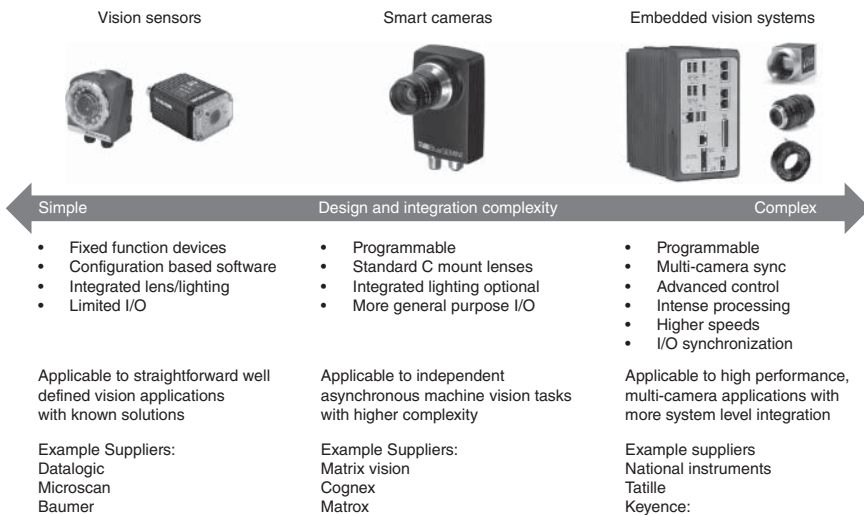 Vision sensors
Smart cameras
Embedded vision systems
Simple
Design and integration complexity
Complex
• Fixed function devices
• Configuration based software
• Integrated lens/lighting
• Limited I/O
Applicable to straightforward well
defined vision applications
with known solutions
Example Suppliers:
Datalogic
Microscan
Baumer
• Programmable
• Standard C mount lenses
• Integrated lighting optional
• More general purpose I/O
Applicable to independent
asynchronous machine vision tasks
with higher complexity
Example Suppliers:
Matrix vision
Cognex
Matrox
• Programmable
• Multi-camera sync
• Advanced control
• Intense processing
• Higher speeds
• I/O synchronization
Applicable to high performance,
multi-camera applications with
more system level integration
Example suppliers
National instruments
Tatille
Keyence: